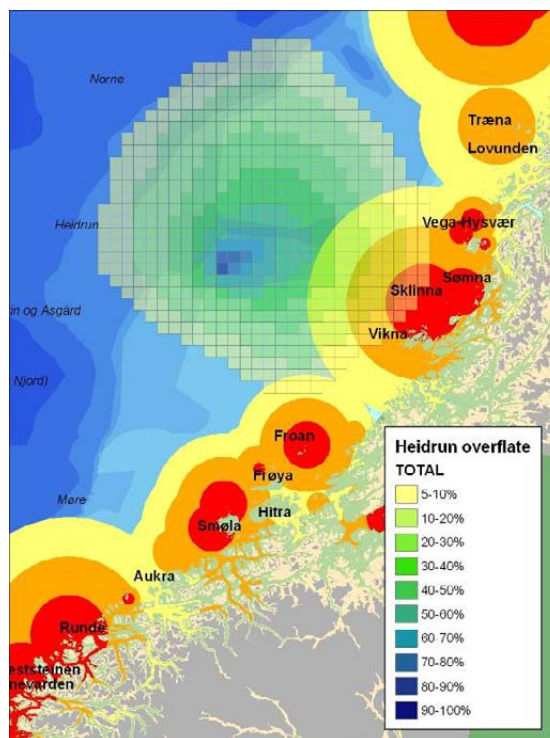 Norne
Træna
Lovunden
Heidrun
Vega-Hysvær
Sømna
Sklinna
in og Åsgård
Vikna
Njord)
Froan
Frøya
Hitra
Møre
Smøla
Aukra
Runde
eststeinen
nevarden
Heidrun overflate
TOTAL
5-10%
10-20%
20-30%
30-40%
40-50%
50-60%
60-70%
70-80%
80-90%
90-100%